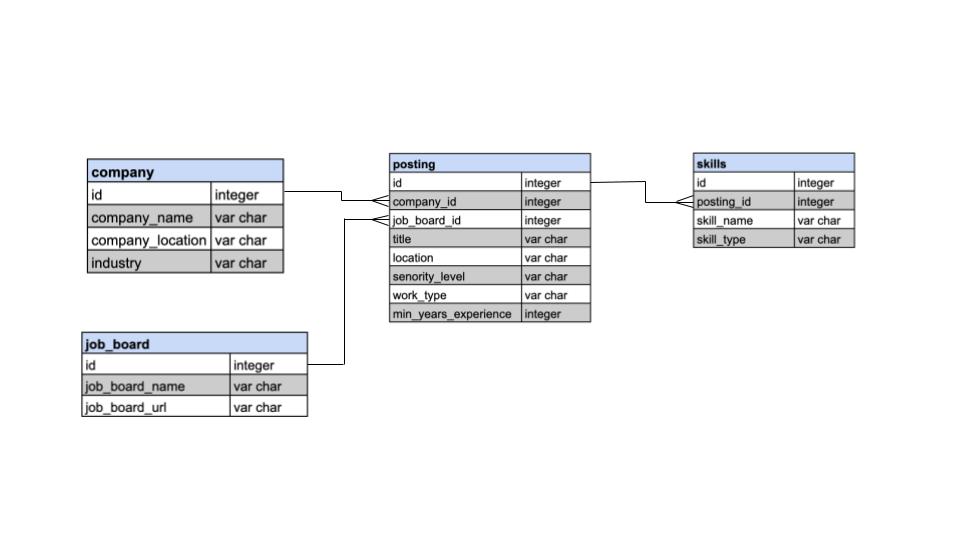 company
id integer
company_name var char
company_location var char
industry var char
job_board
id integer
job_board_name var char
job_board_url var char
posting
id integer
company_id integer
job_board_id integer
title var char
location var char
senority_level var char
work_type var char
min_years_experience integer
skills
id integer
posting_id integer
skill_name var char
skill_type var char